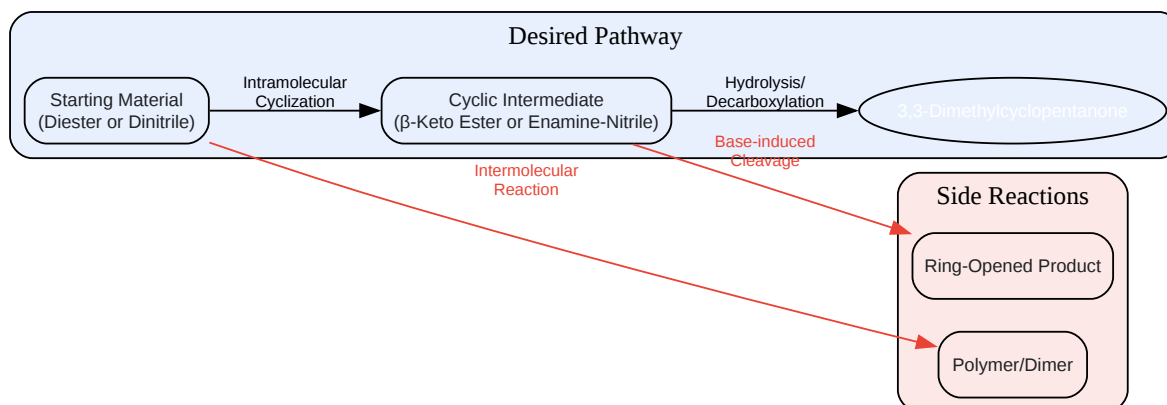 Desired Pathway
Starting Material
(Diester or Dinitrile)
Intramolecular
Cyclization
Cyclic Intermediate
(β-Keto Ester or Enamine-Nitrile)
Hydrolysis/
Decarboxylation
3,3-Dimethylcyclopentanone
Intermolecular
Reaction
Base-induced
Cleavage
Side Reactions
Ring-Opened Product
Polymer/Dimer